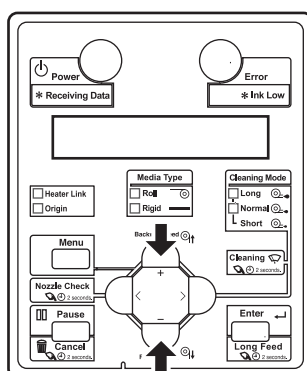 Power
Error
* Receiving Data
* Ink Low
Media Type
Cleaning Mode
Heater Link
Origin
Roll
Rigid
Long
Normal
Short
Menu
Cleaning
2 seconds.
Nozzle Check
2 seconds.
+
< >
−
Pause
Enter
Cancel
2 seconds.
Long Feed
2 seconds.